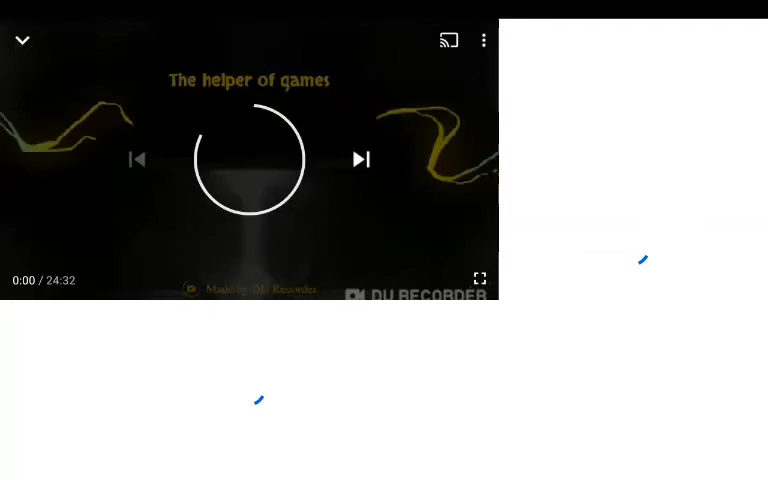 The helper of games
0:00 / 24:32
Made by DU Recorder
DU RECORDER